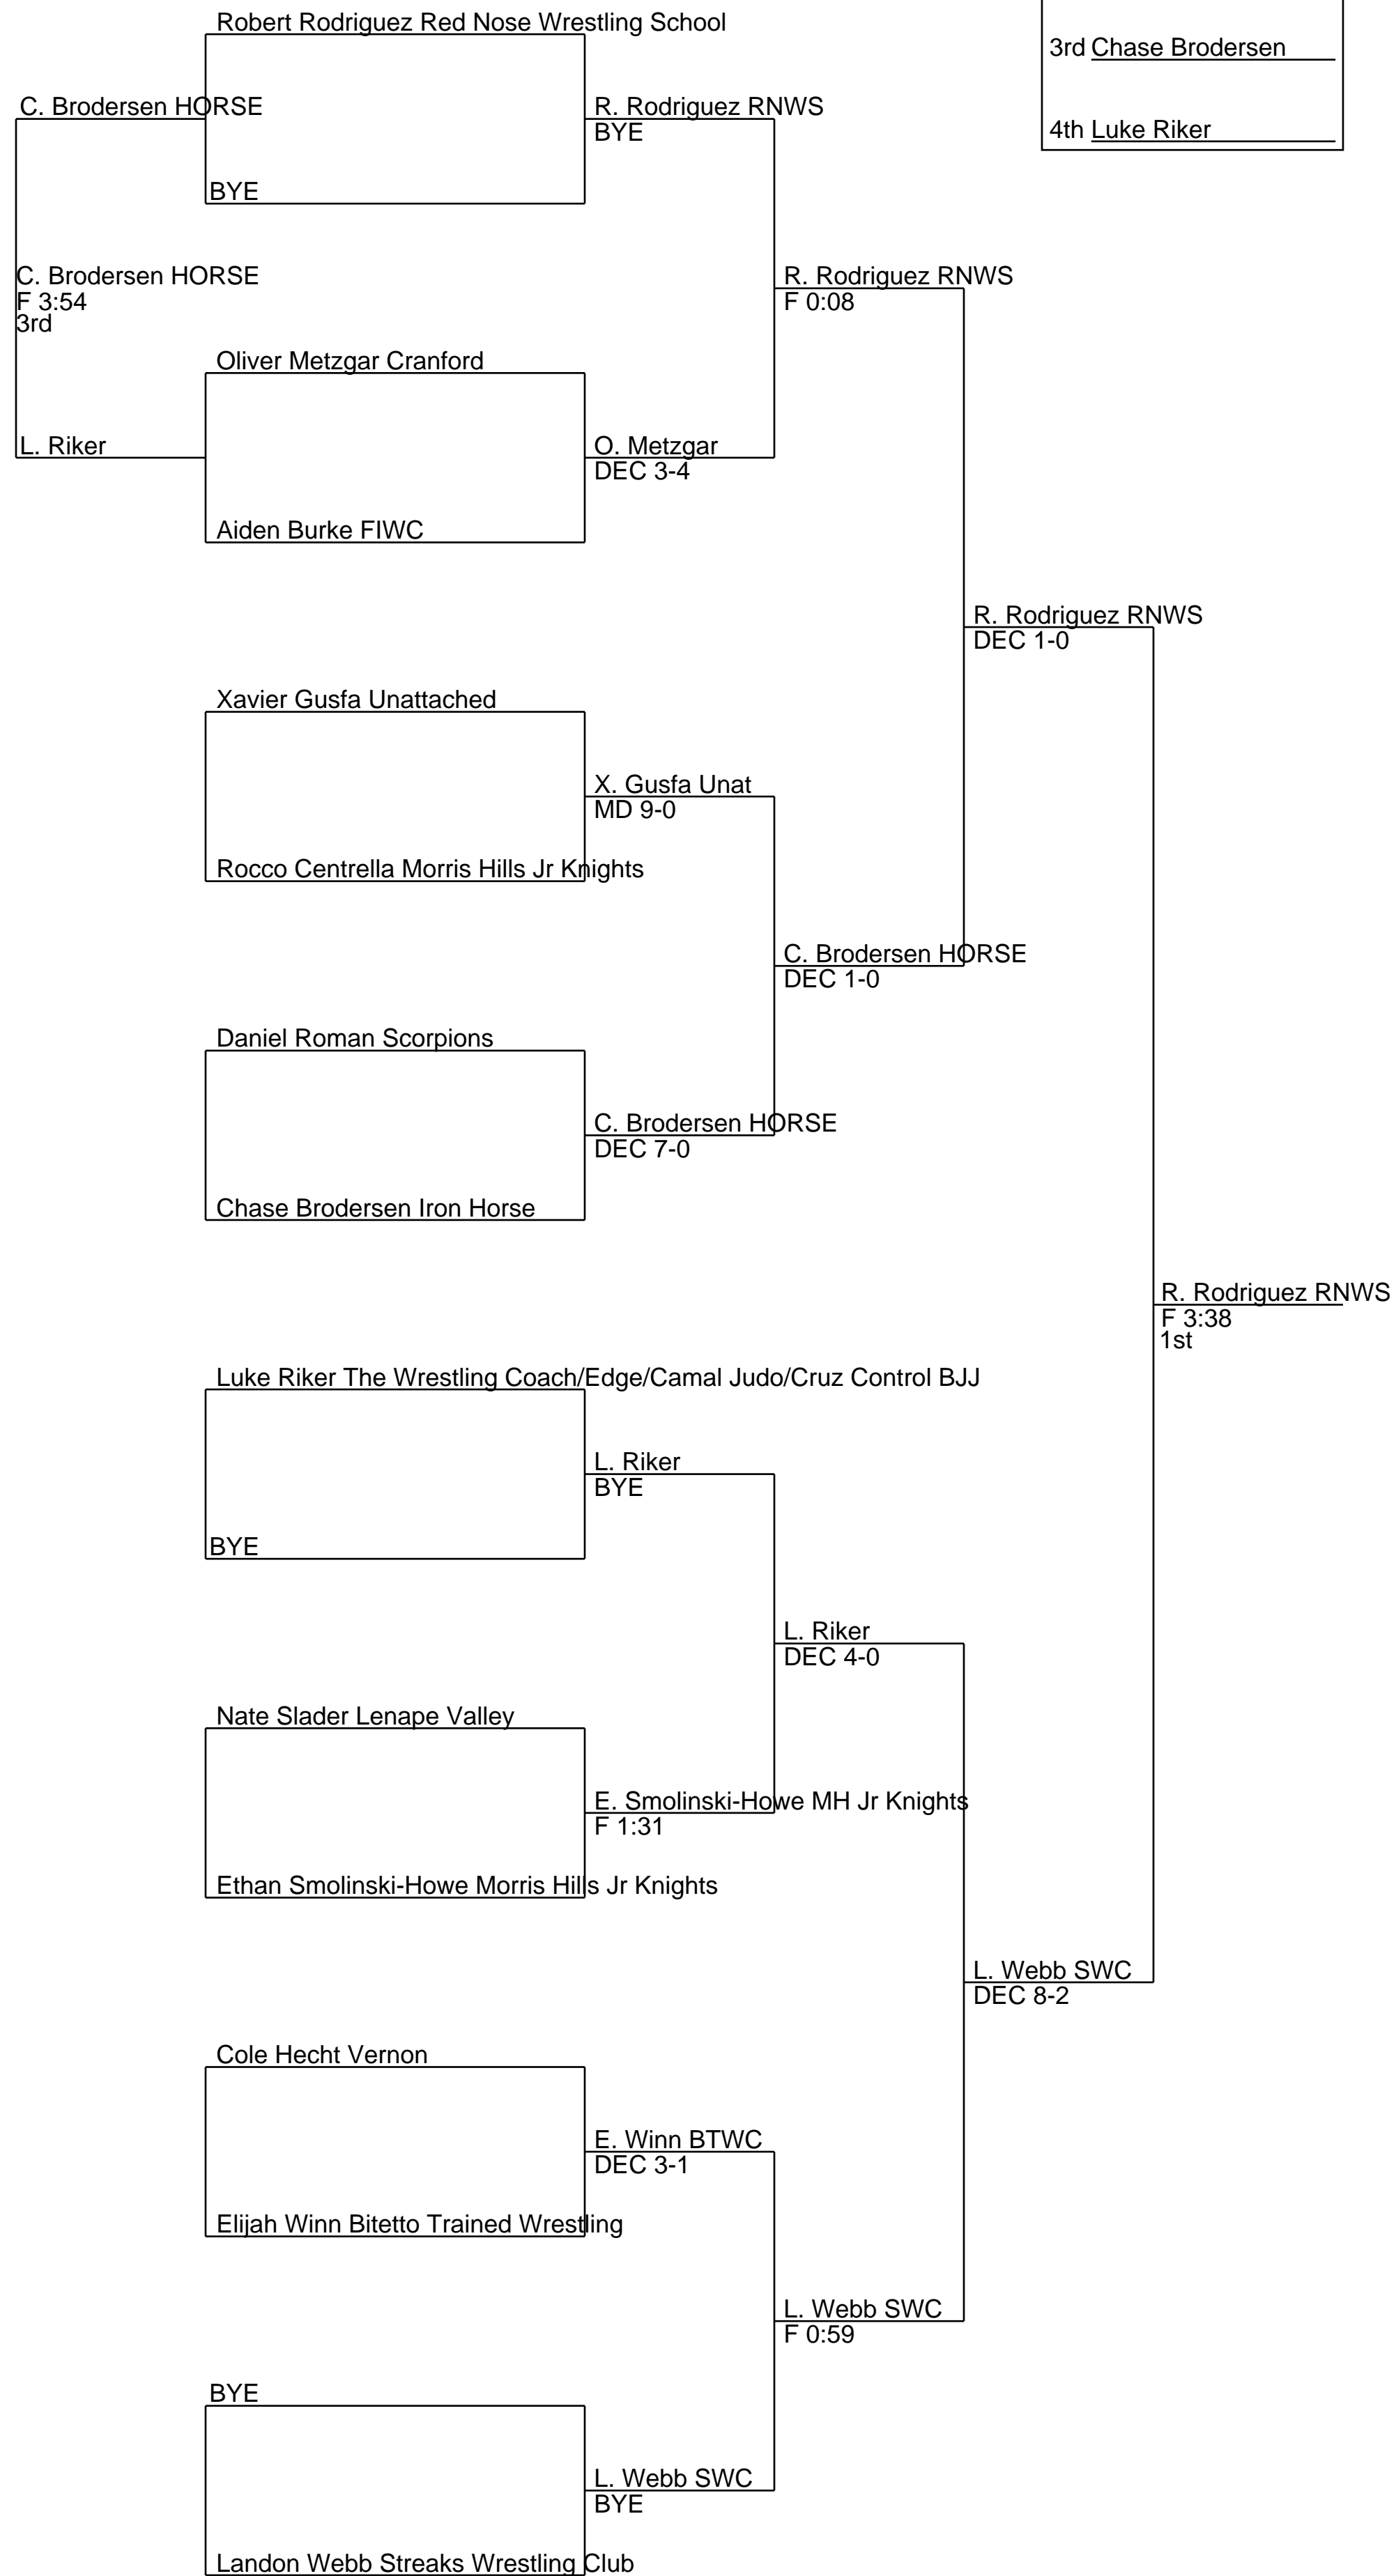 Robert Rodriguez Red Nose Wrestling School
3rd Chase Brodersen
C. Brodersen HORSE
R. Rodriguez RNWS
BYE
4th Luke Riker
BYE
C. Brodersen HORSE
F 3:54
3rd
R. Rodriguez RNWS
F 0:08
Oliver Metzgar Cranford
L. Riker
O. Metzgar
DEC 3-4
Aiden Burke FIWC
R. Rodriguez RNWS
DEC 1-0
Xavier Gusfa Unattached
X. Gusfa Unat
MD 9-0
Rocco Centrella Morris Hills Jr Knights
C. Brodersen HORSE
DEC 1-0
Daniel Roman Scorpions
C. Brodersen HORSE
DEC 7-0
Chase Brodersen Iron Horse
R. Rodriguez RNWS
F 3:38
1st
Luke Riker The Wrestling Coach/Edge/Camal Judo/Cruz Control BJJ
L. Riker
BYE
BYE
L. Riker
DEC 4-0
Nate Slader Lenape Valley
E. Smolinski-Howe MH Jr Knights
F 1:31
Ethan Smolinski-Howe Morris Hills Jr Knights
L. Webb SWC
DEC 8-2
Cole Hecht Vernon
E. Winn BTWC
DEC 3-1
Elijah Winn Bitetto Trained Wrestling
L. Webb SWC
F 0:59
BYE
L. Webb SWC
BYE
Landon Webb Streaks Wrestling Club